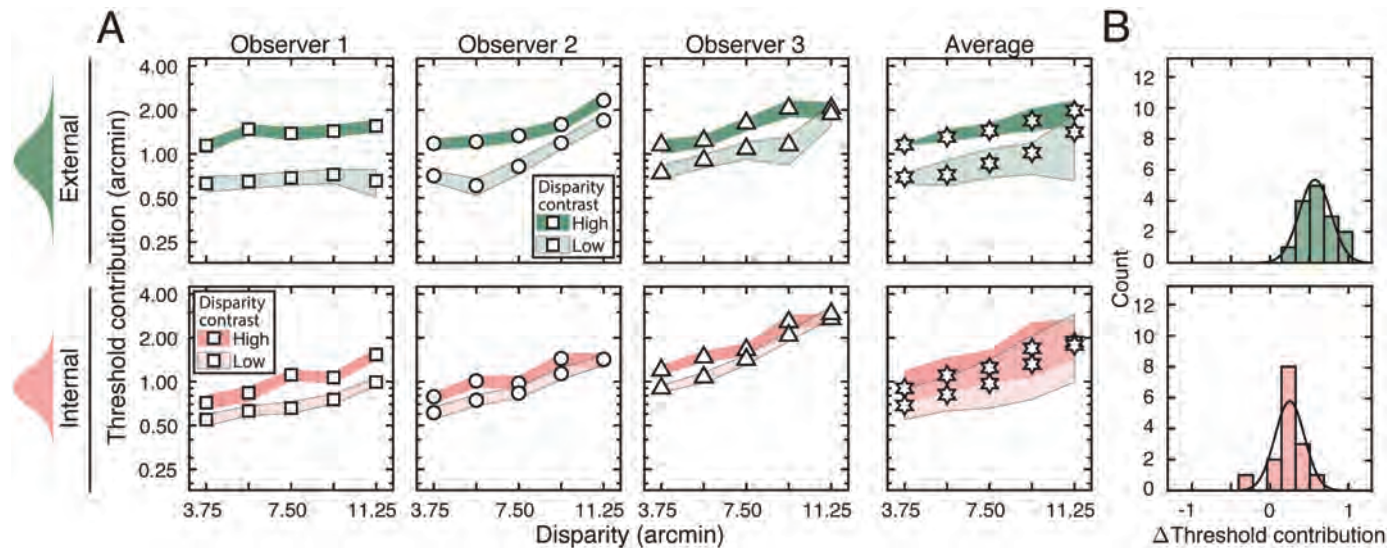 A
B
Observer 1
Observer 2
Observer 3
Average
External
Internal
Threshold contribution (arcmin)
4.00
2.00
1.00
0.50
0.25
Disparity
contrast
High
Low
4.00
2.00
1.00
0.50
0.25
Disparity
contrast
High
Low
3.75 7.50 11.25
3.75 7.50 11.25
3.75 7.50 11.25
3.75 7.50 11.25
Disparity (arcmin)
Count
12
10
8
6
4
2
0
12
10
8
6
4
2
0
-1 0 1
Δ Threshold contribution